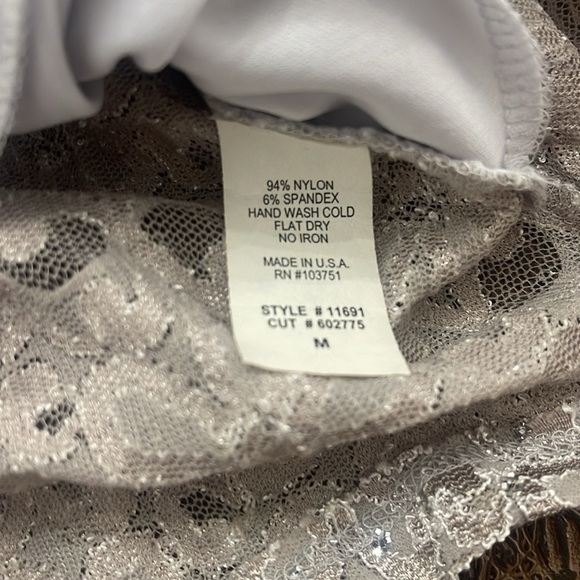 94% NYLON
6% SPANDEX
HAND WASH COLD
FLAT DRY
NO IRON
MADE IN U.S.A.
RN #103751
STYLE # 11691
CUT # 602775
M